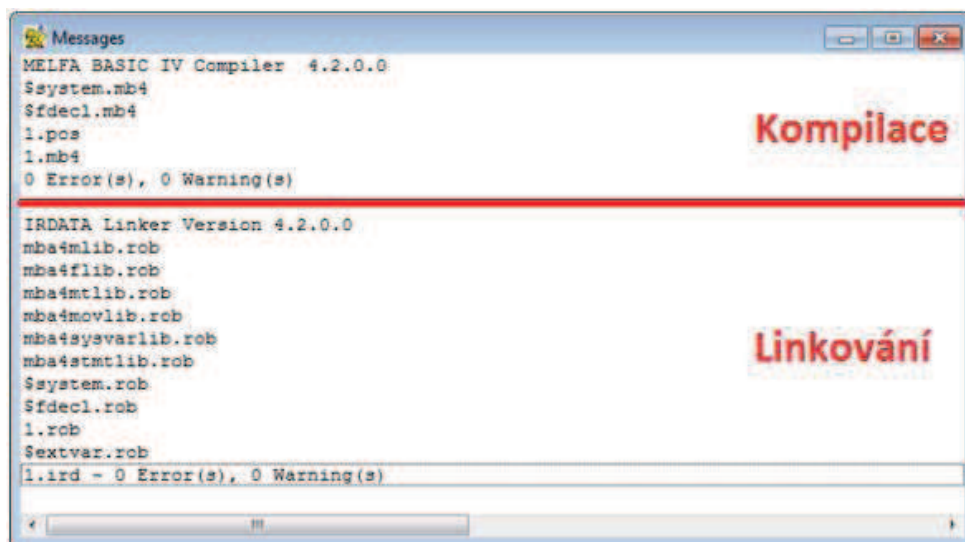 Messages
MELFA BASIC IV Compiler 4.2.0.0
$system.mb4
$fdecl.mb4
1.pos
1.mb4
0 Error(s), 0 Warning(s)
Kompilace
IRDATA Linker Version 4.2.0.0
mba4mlib.rob
mba4flib.rob
mba4mtlib.rob
mba4movlib.rob
mba4sysvarlib.rob
mba4stmtlib.rob
$system.rob
$fdecl.rob
1.rob
$extvar.rob
1.ird - 0 Error(s), 0 Warning(s)
Linkování